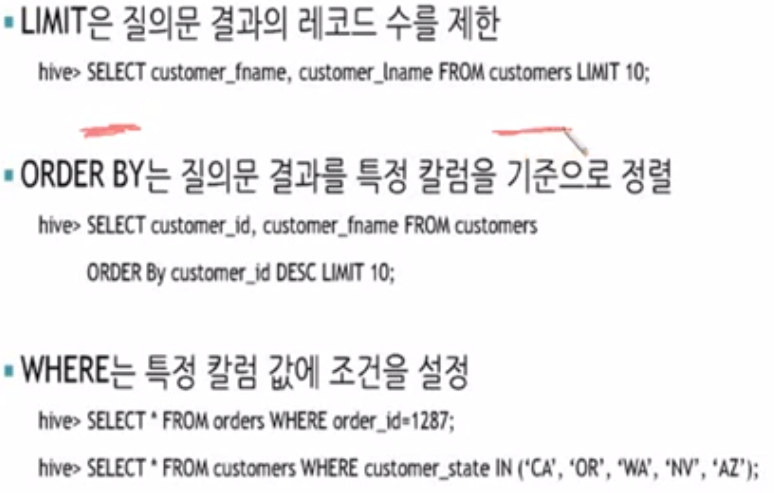 ▪ LIMIT은 질의문 결과의 레코드 수를 제한
hive> SELECT customer_fname, customer_lname FROM customers LIMIT 10;
▪ ORDER BY는 질의문 결과를 특정 칼럼을 기준으로 정렬
hive> SELECT customer_id, customer_fname FROM customers
ORDER By customer_id DESC LIMIT 10;
▪ WHERE는 특정 칼럼 값에 조건을 설정
hive> SELECT * FROM orders WHERE order_id=1287;
hive> SELECT * FROM customers WHERE customer_state IN (‘CA’, ‘OR’, ‘WA’, ‘NV’, ‘AZ’);